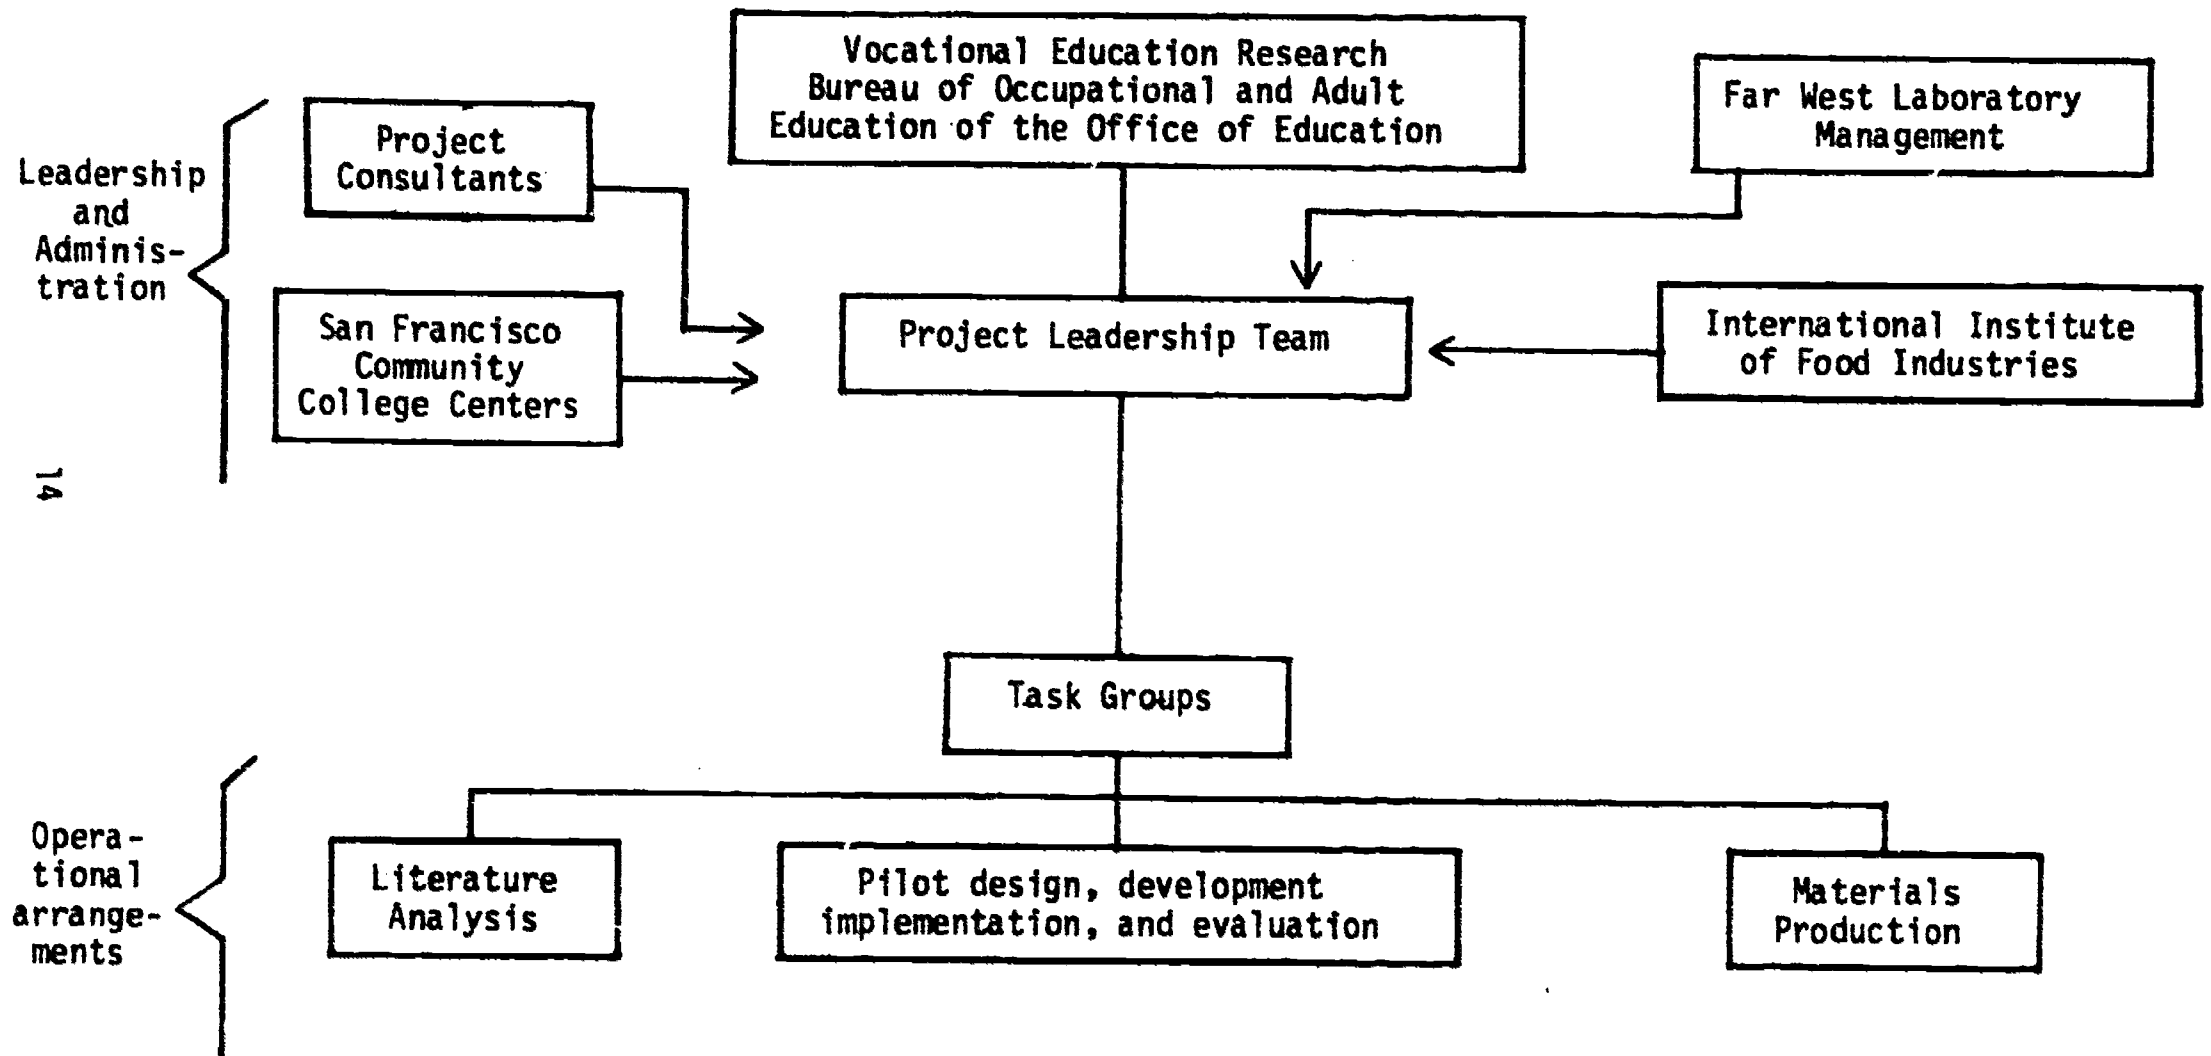 Vocational Education Research
Bureau of Occupational and Adult
Education of the Office of Education
Far West Laboratory
Management
Project
Consultants
Leadership
and
Adminis-
tration
San Francisco
Community
College Centers
Project Leadership Team
International Institute
of Food Industries
14
Task Groups
Opera-
tional
arrange-
ments
Literature
Analysis
Pilot design, development
implementation, and evaluation
Materials
Production